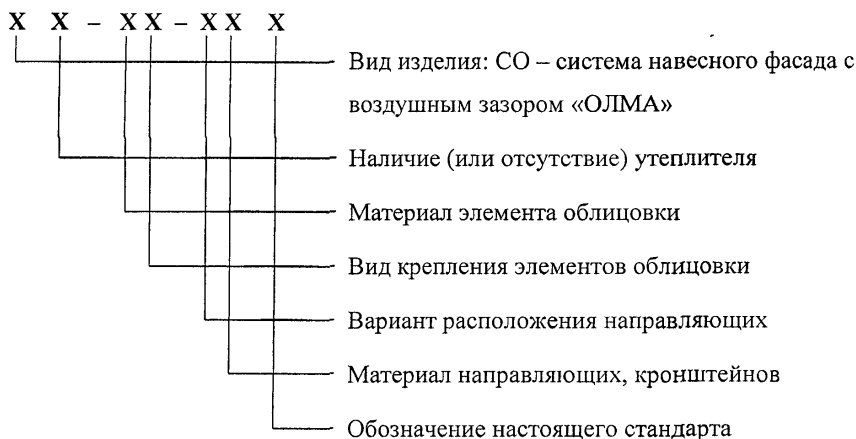 Х Х – Х Х – Х Х Х
Вид изделия: СО – система навесного фасада с
воздушным зазором «ОЛМА»
Наличие (или отсутствие) утеплителя
Материал элемента облицовки
Вид крепления элементов облицовки
Вариант расположения направляющих
Материал направляющих, кронштейнов
Обозначение настоящего стандарта